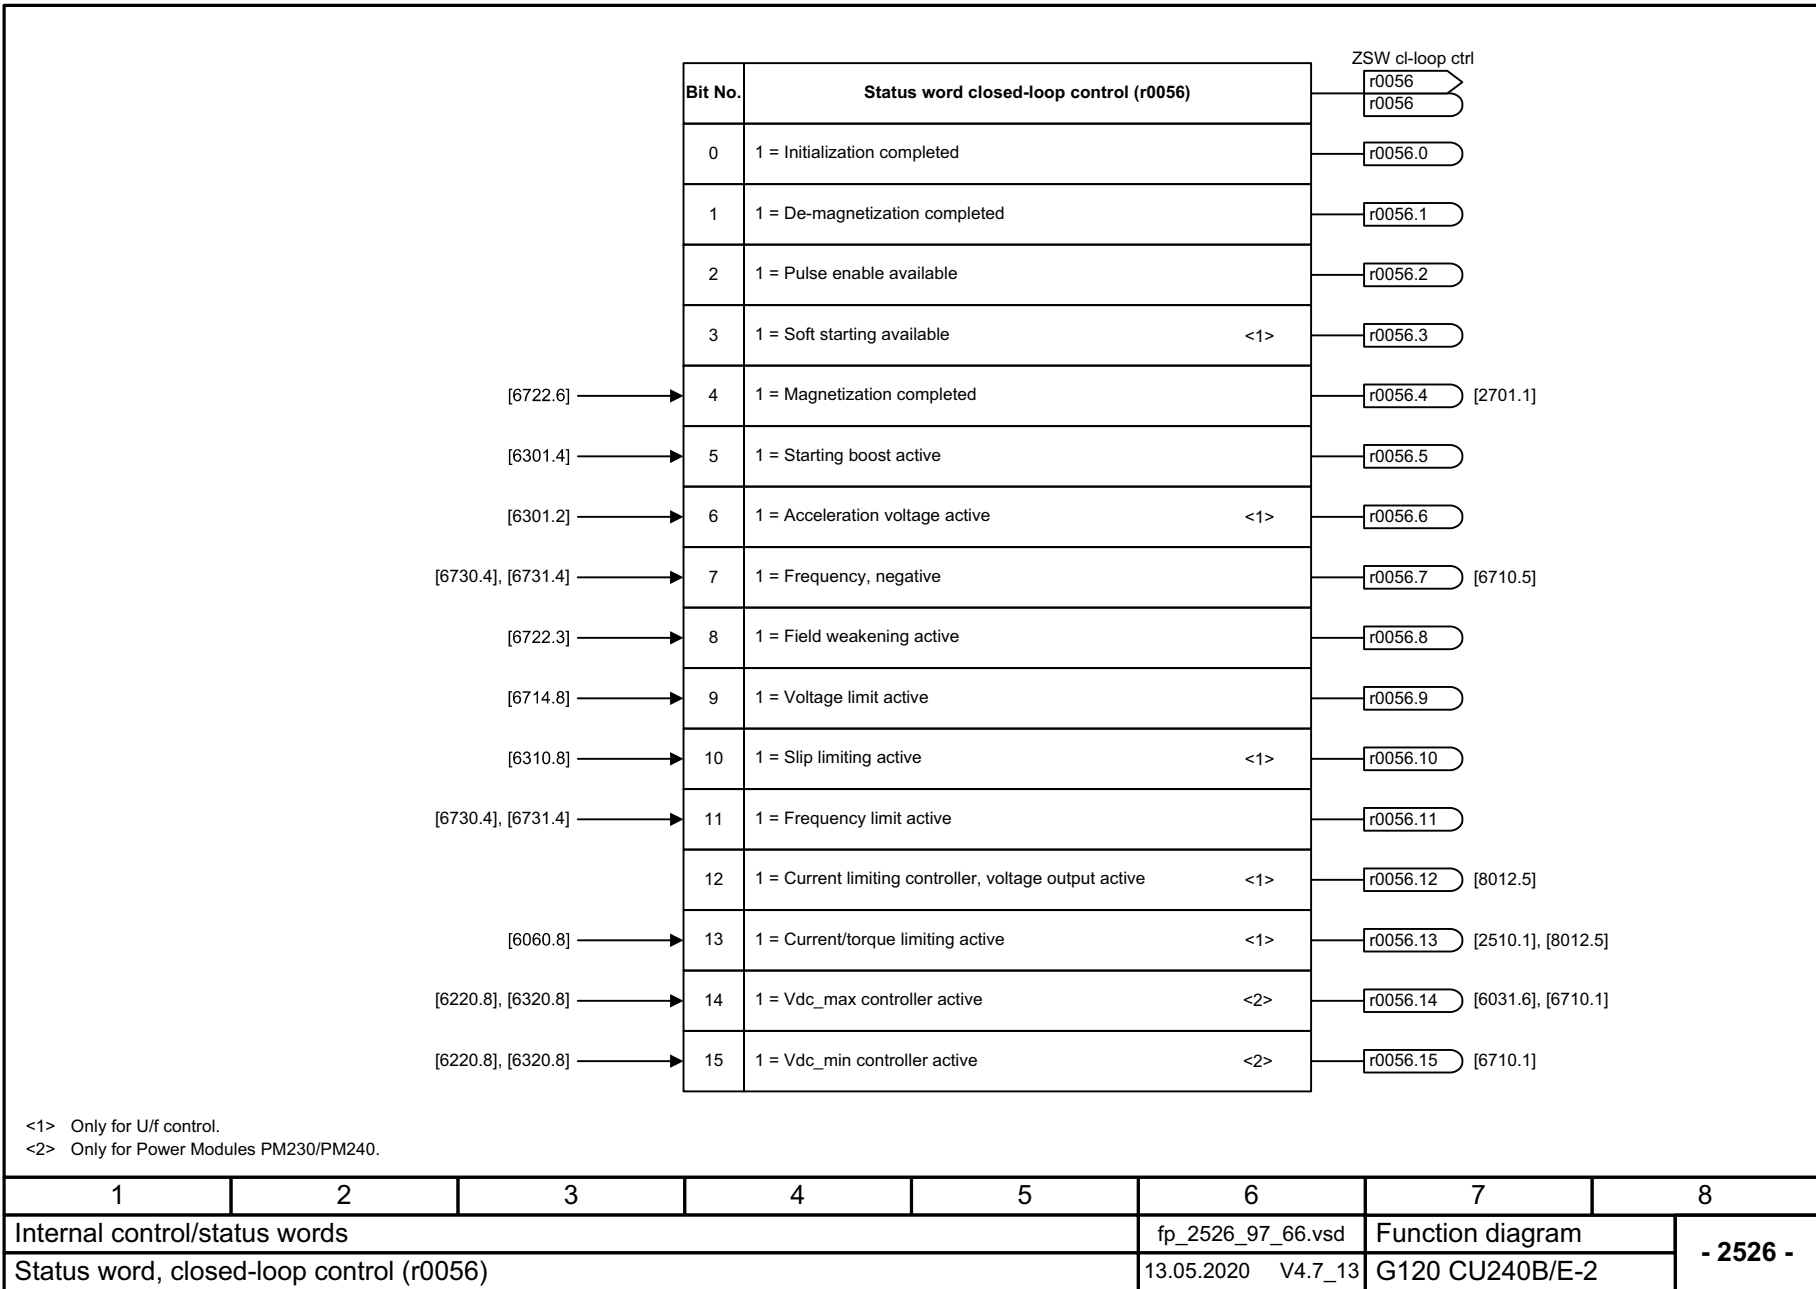 ZSW cl-loop ctrl
Bit No. Status word closed-loop control (r0056) r0056
r0056
0 1 = Initialization completed r0056.0
1 1 = De-magnetization completed r0056.1
2 1 = Pulse enable available r0056.2
3 1 = Soft starting available <1> r0056.3
[6722.6] 4 1 = Magnetization completed r0056.4 [2701.1]
[6301.4] 5 1 = Starting boost active r0056.5
[6301.2] 6 1 = Acceleration voltage active <1> r0056.6
[6730.4], [6731.4] 7 1 = Frequency, negative r0056.7 [6710.5]
[6722.3] 8 1 = Field weakening active r0056.8
[6714.8] 9 1 = Voltage limit active r0056.9
[6310.8] 10 1 = Slip limiting active <1> r0056.10
[6730.4], [6731.4] 11 1 = Frequency limit active r0056.11
12 1 = Current limiting controller, voltage output active <1> r0056.12 [8012.5]
[6060.8] 13 1 = Current/torque limiting active <1> r0056.13 [2510.1], [8012.5]
[6220.8], [6320.8] 14 1 = Vdc_max controller active <2> r0056.14 [6031.6], [6710.1]
[6220.8], [6320.8] 15 1 = Vdc_min controller active <2> r0056.15 [6710.1]
<1> Only for U/f control.
<2> Only for Power Modules PM230/PM240.
1 2 3 4 5 6 7 8
Internal control/status words fp_2526_97_66.vsd Function diagram - 2526 -
Status word, closed-loop control (r0056) 13.05.2020 V4.7_13 G120 CU240B/E-2